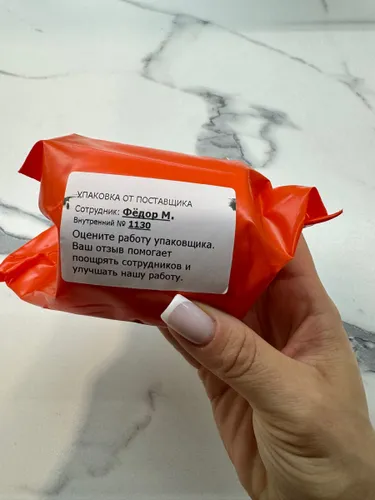 УПАКОВКА ОТ ПОСТАВЩИКА
Сотрудник: Фёдор М.
Внутренний № 1130
Оцените работу упаковщика.
Ваш отзыв помогает
поощрять сотрудников и
улучшать нашу работу.